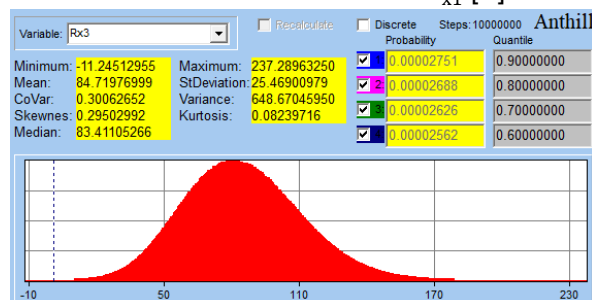 x1 [ ]
Variable: Rx3 Recalculate Discrete Steps:10000000 Anthill
Probability Quantile
Minimum: -11.24512955 Maximum: 237.28963250 1 0.00002751 0.90000000
Mean: 84.71976999 StDeviation: 25.46900979 2 0.00002688 0.80000000
CoVar: 0.30062652 Variance: 648.67045950 3 0.00002626 0.70000000
Skewnes: 0.29502992 Kurtosis: 0.08239716 0.00002562 0.60000000
Median: 83.41105266
-10 50 110 170 230